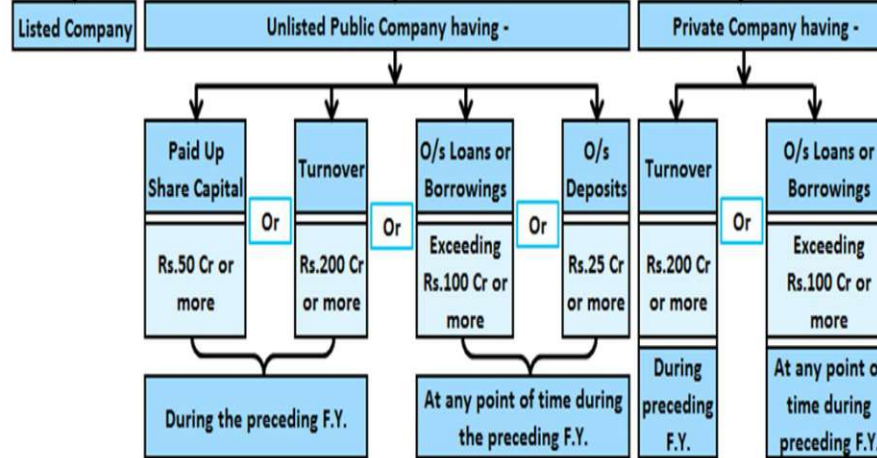 Listed Company
Unlisted Public Company having -
Private Company having -
Paid Up
Share Capital
Or
Turnover
Or
O/s Loans or
Borrowings
Or
O/s
Deposits
Turnover
Or
O/s Loans or
Borrowings
Rs.50 Cr or
more
Rs.200 Cr
or more
Exceeding
Rs.100 Cr or
more
Rs.25 Cr
or more
Rs.200 Cr
or more
Exceeding
Rs.100 Cr or
more
During the preceding F.Y.
At any point of time during
the preceding F.Y.
During
preceding
F.Y.
At any point o
time during
preceding F.Y.